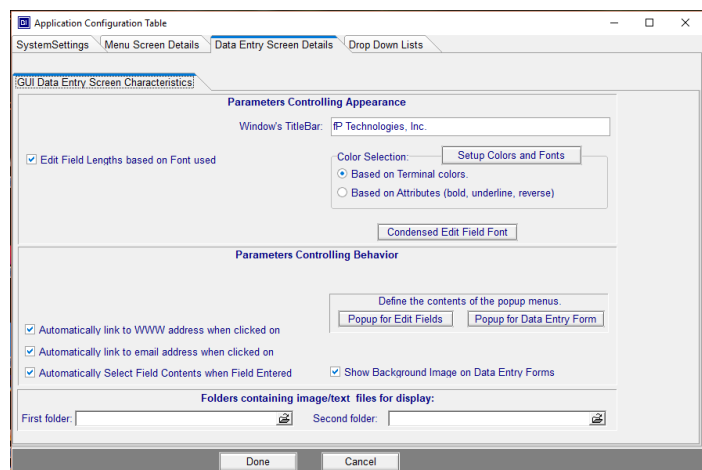 DI Application Configuration Table
SystemSettings Menu Screen Details Data Entry Screen Details Drop Down Lists
GUI Data Entry Screen Characteristics
Parameters Controlling Appearance
Window's TitleBar: fP Technologies, Inc.
Edit Field Lengths based on Font used
Color Selection: Setup Colors and Fonts
Based on Terminal colors.
Based on Attributes (bold, underline, reverse)
Condensed Edit Field Font
Parameters Controlling Behavior
Define the contents of the popup menus.
Popup for Edit Fields Popup for Data Entry Form
Automatically link to WWW address when clicked on
Automatically link to email address when clicked on
Automatically Select Field Contents when Field Entered Show Background Image on Data Entry Forms
Folders containing image/text files for display:
First folder: Second folder:
Done Cancel